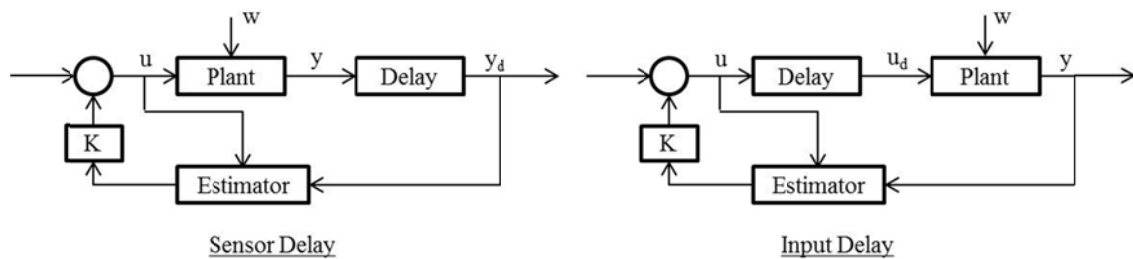 w
u
Plant
y
Delay
yd
K
Estimator
Sensor Delay
w
u
Delay
ud
Plant
y
K
Estimator
Input Delay